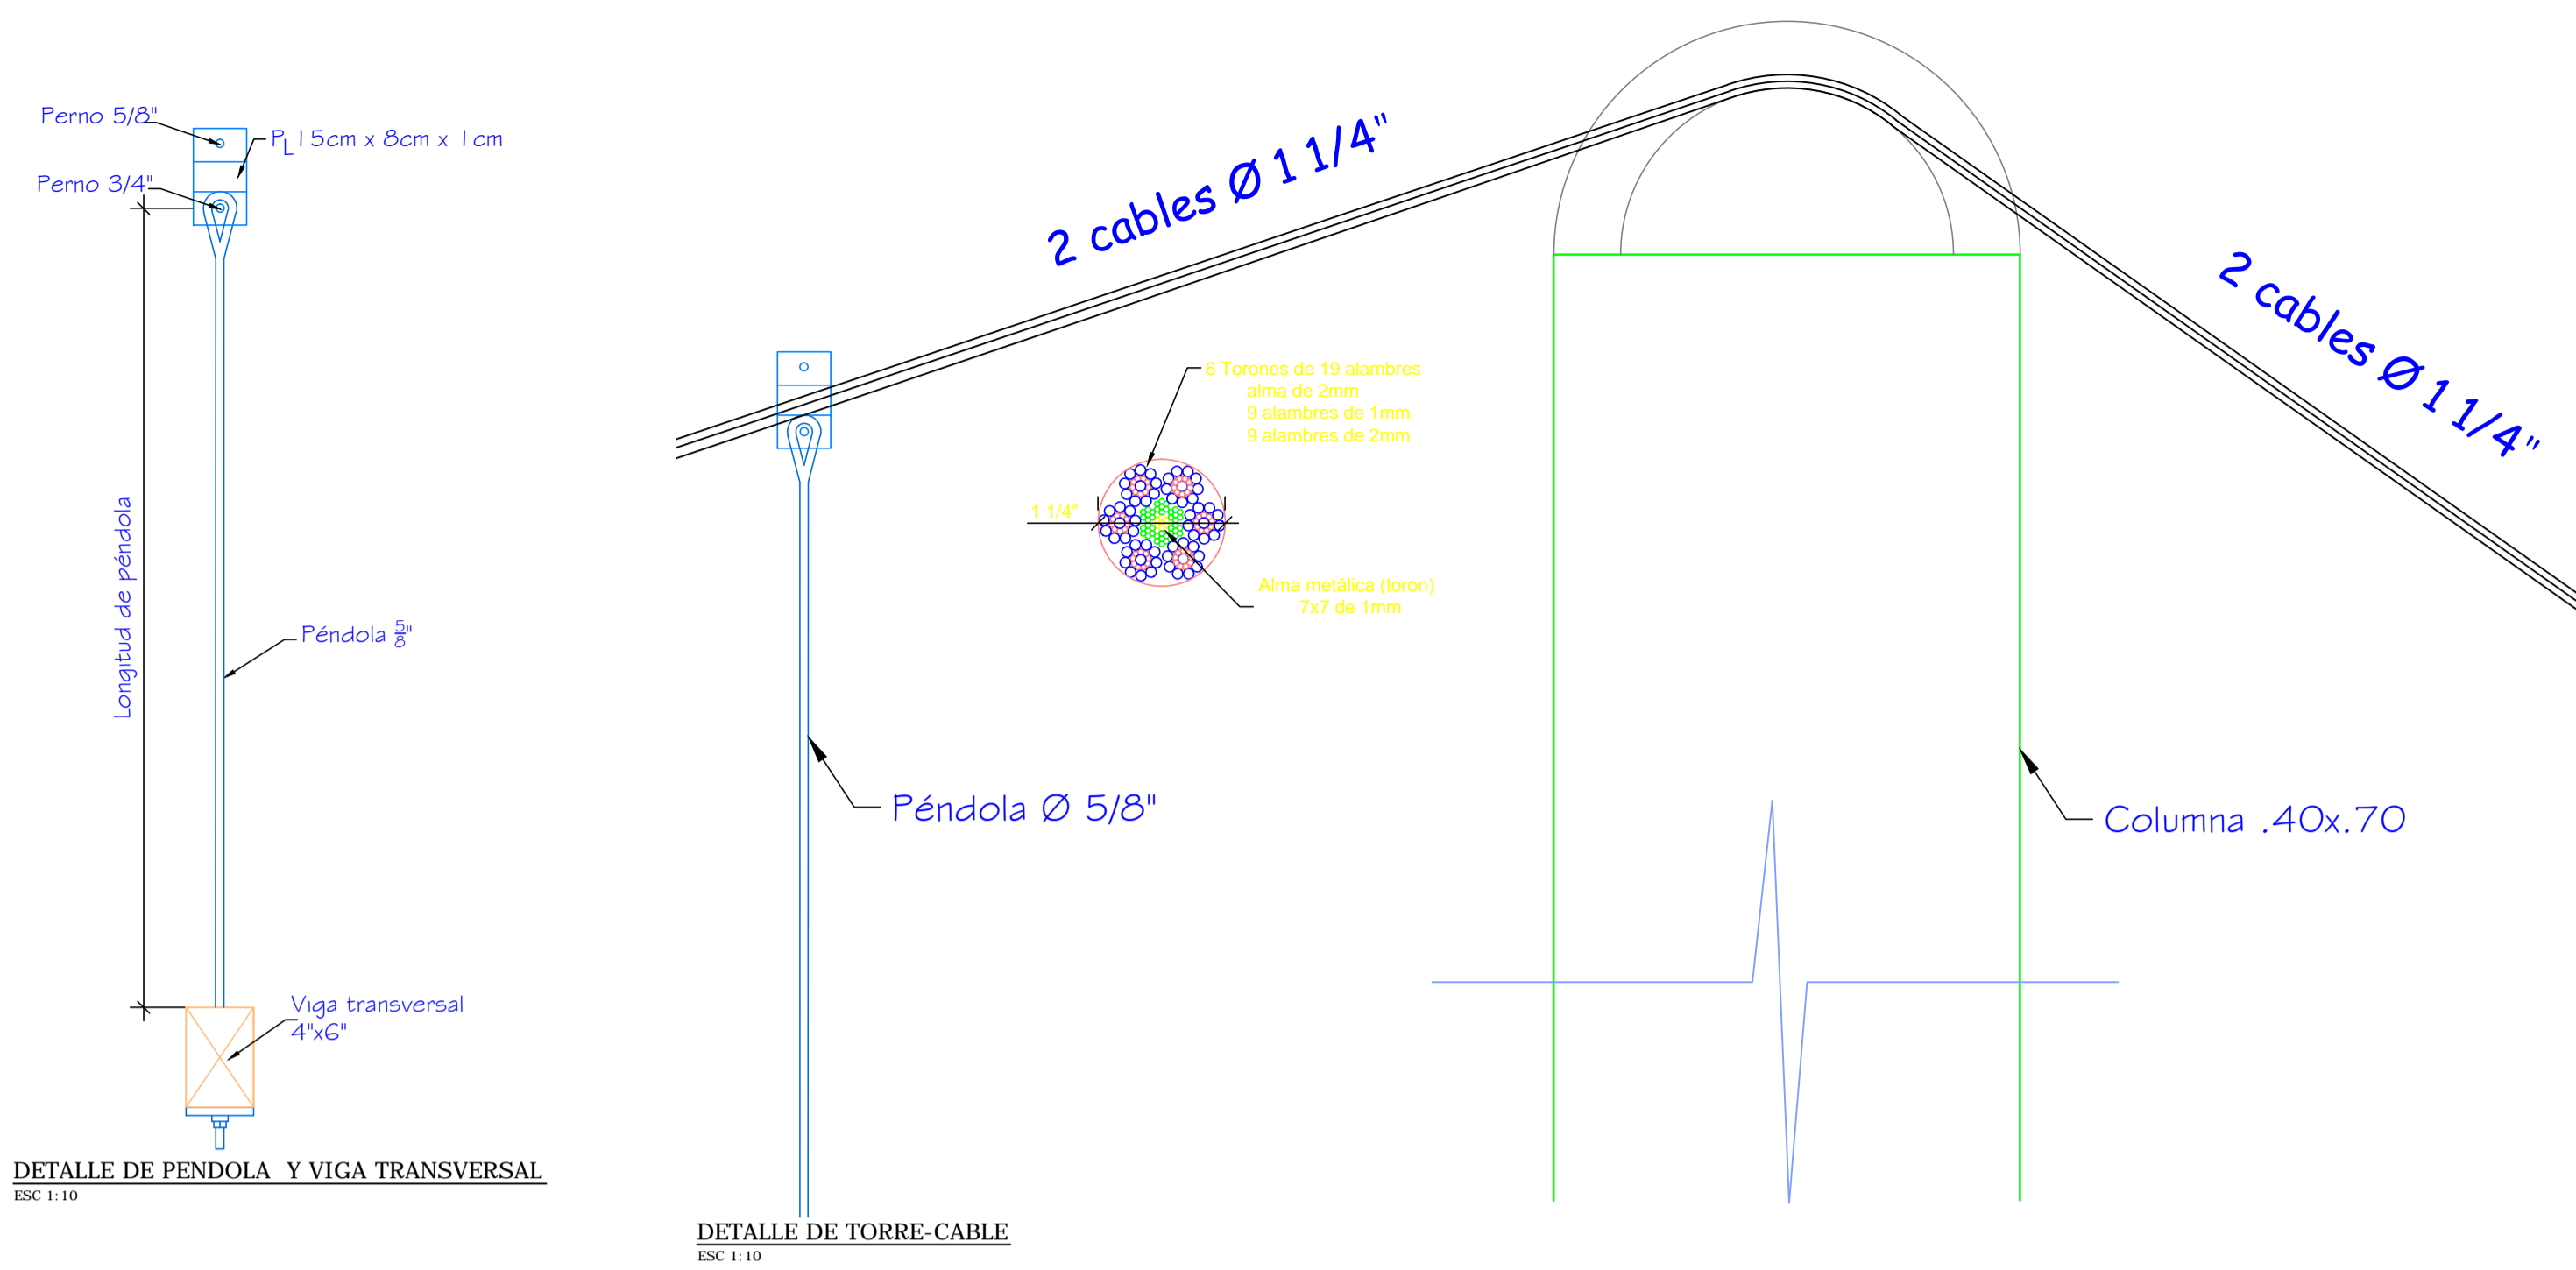 Perno 5/8"
PL 15cm x 8cm x 1cm
Perno 3/4"
Longitud de péndola
Péndola 5/8"
Viga transversal
4"x6"
DETALLE DE PENDOLA Y VIGA TRANSVERSAL
ESC 1:10
2 cables Ø 1 1/4"
2 cables Ø 1 1/4"
6 Torones de 19 alambres
alma de 2mm
9 alambres de 1mm
9 alambres de 2mm
1 1/4"
Alma metálica (toron)
7x7 de 1mm
Péndola Ø 5/8"
Columna .40x.70
DETALLE DE TORRE-CABLE
ESC 1:10